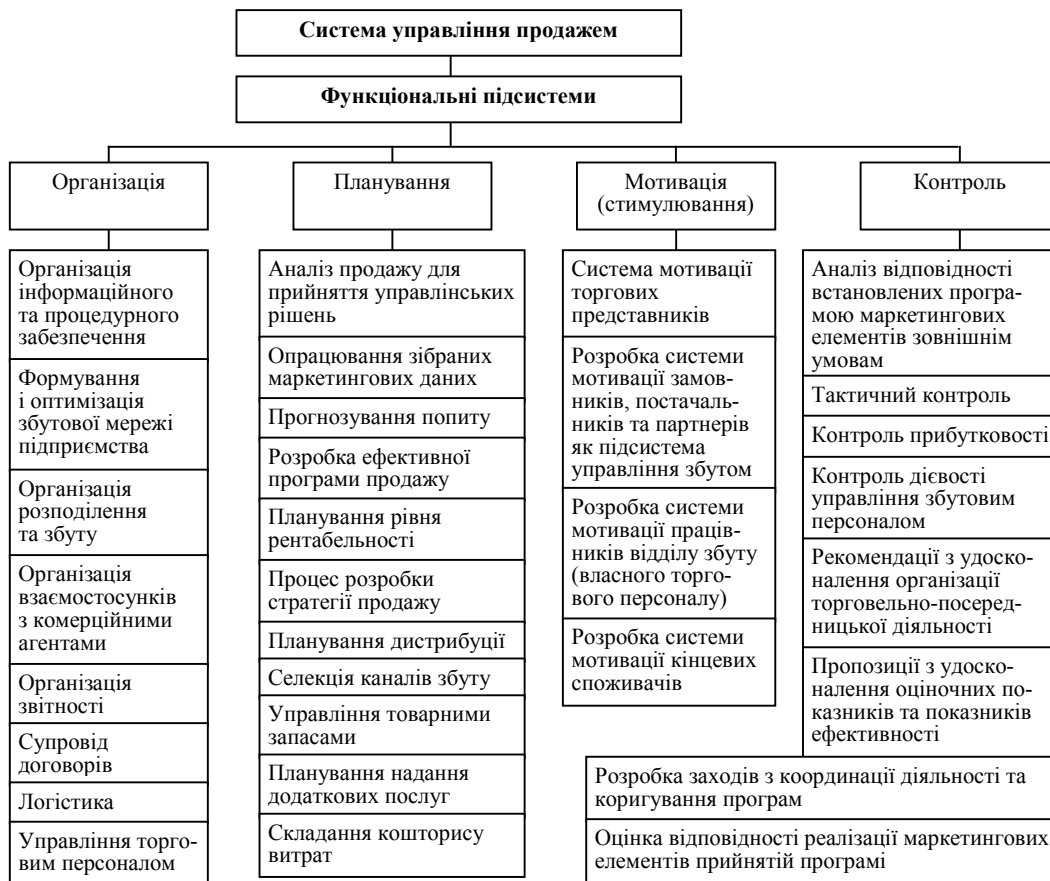 Система управління продажем
Функціональні підсистеми
Організація
Планування
Мотивація
(стимулювання)
Контроль
Організація
інформаційного
та процедурного
забезпечення
Формування
і оптимізація
збутової мережі
підприємства
Організація
розподілення
та збуту
Організація
взаємостосунків
з комерційними
агентами
Організація
звітності
Супровід
договорів
Логістика
Управління торго-
вим персоналом
Аналіз продажу для
прийняття управлінських
рішень
Опрацювання зібраних
маркетингових даних
Прогнозування попиту
Розробка ефективної
програми продажу
Планування рівня
рентабельності
Процес розробки
стратегії продажу
Планування дистрибуції
Селекція каналів збуту
Управління товарними
запасами
Планування надання
додаткових послуг
Складання кошторису
витрат
Система мотивації
торгових
представників
Розробка системи
мотивації замов-
ників, постачаль-
ників та партнерів
як підсистема
управління збутом
Розробка системи
мотивації праців-
ників відділу збуту
(власного торго-
вого персоналу)
Розробка системи
мотивації кінцевих
споживачів
Аналіз відповідності
встановлених програ-
мою маркетингових
елементів зовнішнім
умовам
Тактичний контроль
Контроль прибутковості
Контроль дієвості
управління збутовим
персоналом
Рекомендації з удоско-
налення організації
торговельно-посеред-
ницької діяльності
Пропозиції з удоско-
налення оціночних по-
казників та показників
ефективності
Розробка заходів з координації діяльності та
коригування програм
Оцінка відповідності реалізації маркетингових
елементів прийнятій програмі